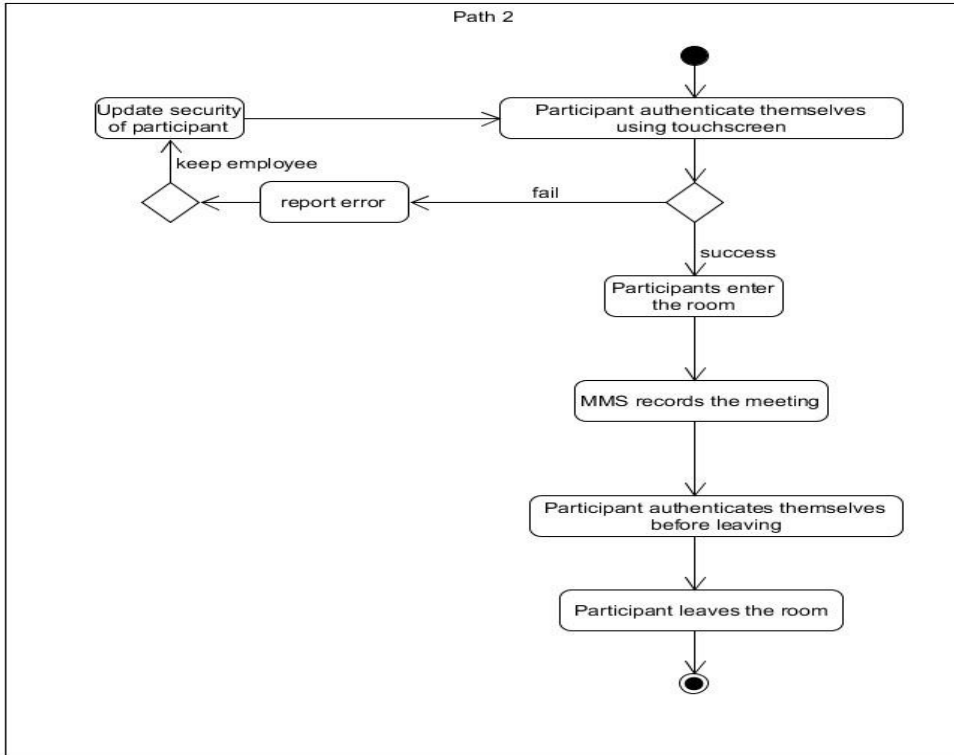 Path 2
Participant authenticate themselves
using touchscreen
Update security
of participant
keep employee
report error
fail
success
Participants enter
the room
MMS records the meeting
Participant authenticates themselves
before leaving
Participant leaves the room